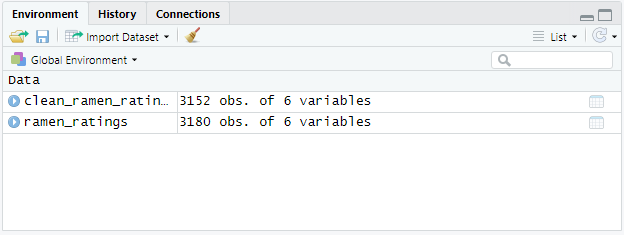 Environment History Connections
Import Dataset List
Global Environment
Data
clean_ramen_ratin… 3152 obs. of 6 variables
ramen_ratings 3180 obs. of 6 variables